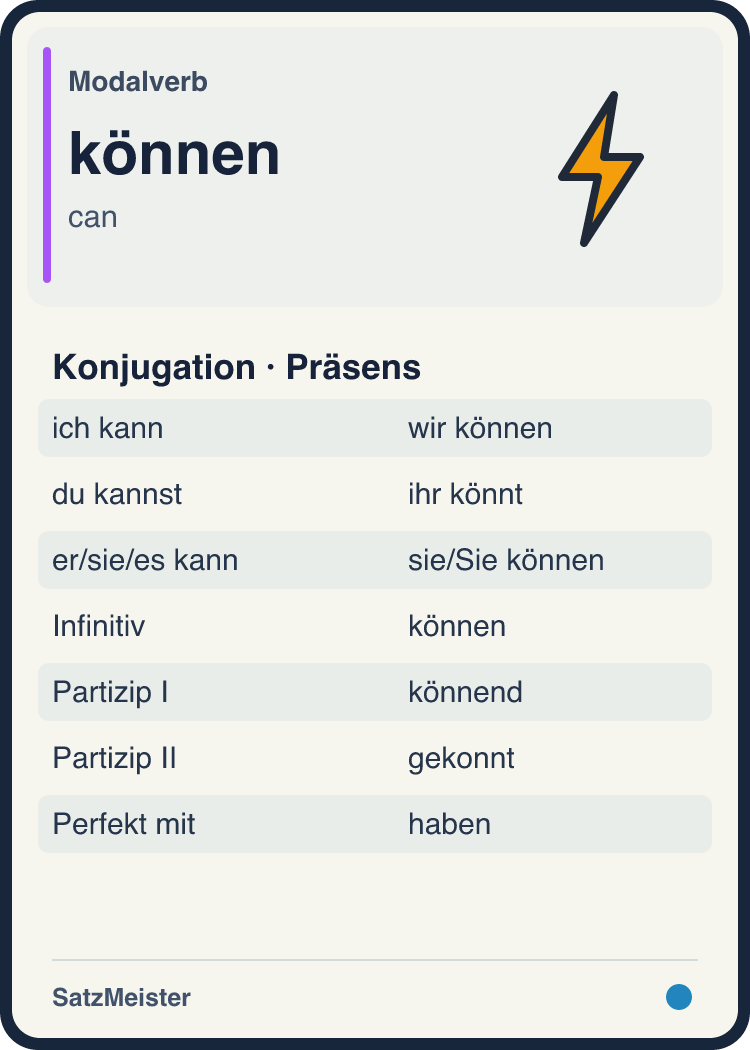 Modalverb
können
can
Konjugation · Präsens
ich kann wir können
du kannst ihr könnt
er/sie/es kann sie/Sie können
Infinitiv können
Partizip I könnend
Partizip II gekonnt
Perfekt mit haben
SatzMeister